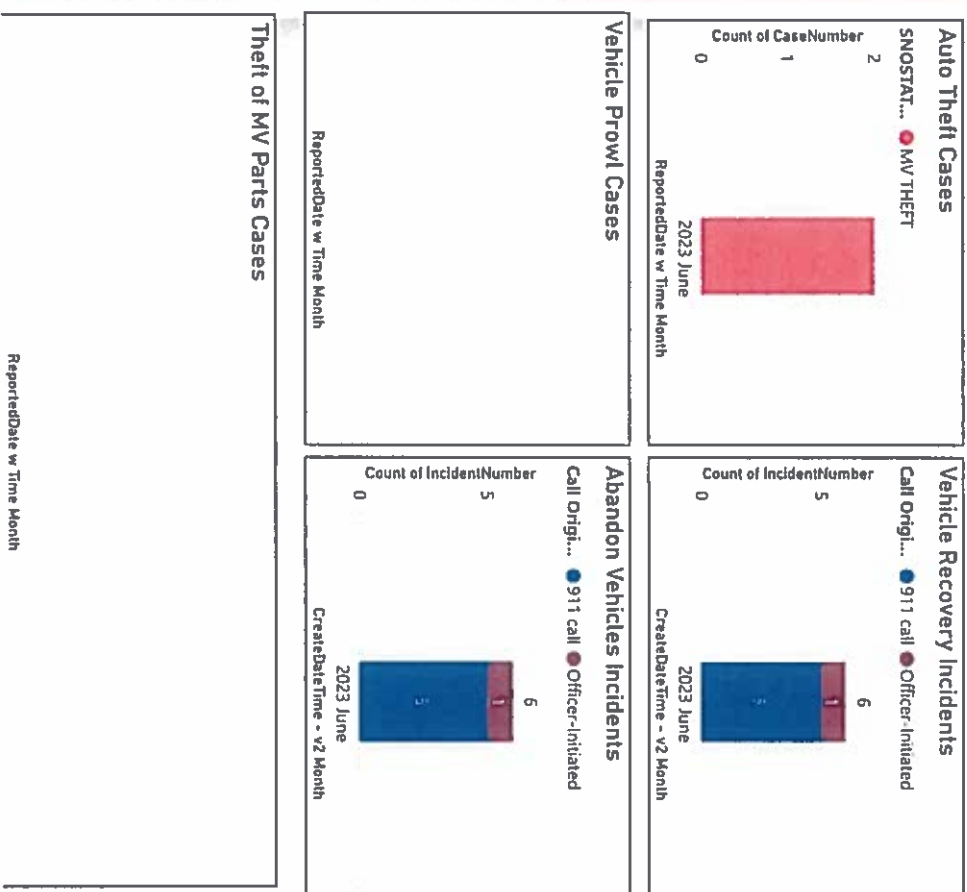 Auto Theft Cases
SNOSTAT... MV THEFT
Count of CaseNumber
2
1
0
2023 June
ReportedDate w Time Month
Vehicle Recovery Incidents
Call Origi... 911 call Officer-Initiated
Count of IncidentNumber
5
0
6
1
5
2023 June
CreateDateTime - v2 Month
Vehicle Prowl Cases
ReportedDate w Time Month
Abandon Vehicles Incidents
Call Origi... 911 call Officer-Initiated
Count of IncidentNumber
5
0
6
1
5
2023 June
CreateDateTime - v2 Month
Theft of MV Parts Cases
ReportedDate w Time Month